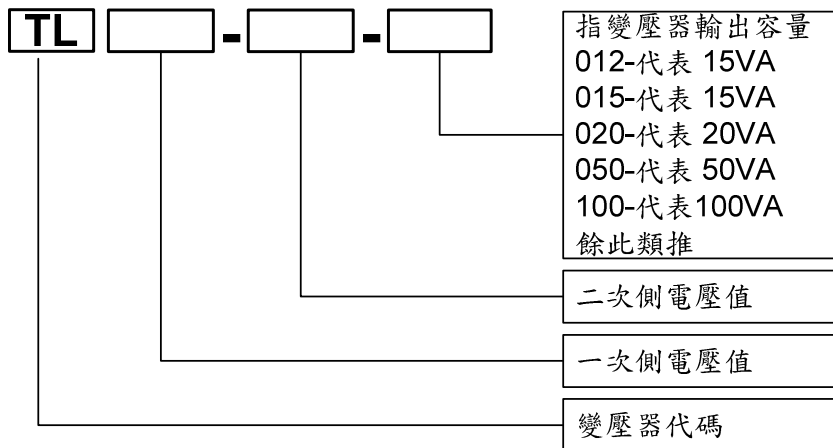 TL - -
指變壓器輸出容量
012-代表 15VA
015-代表 15VA
020-代表 20VA
050-代表 50VA
100-代表100VA
餘此類推
二次側電壓值
一次側電壓值
變壓器代碼